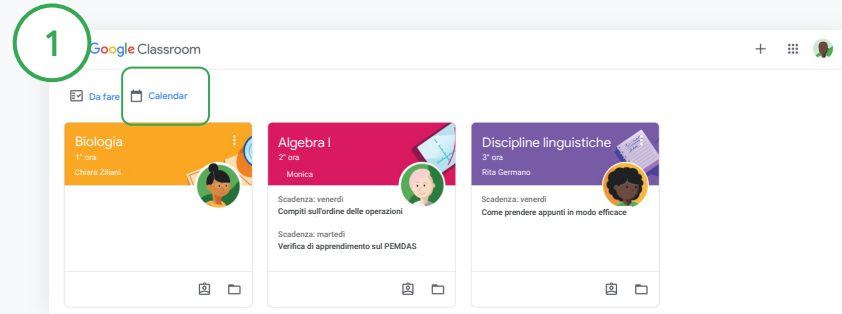 1
Google Classroom
Da fare
Calendar
Biologia
1° ora
Chiara Ziliani
Algebra I
2° ora
Monica
Scadenza: venerdì
Compiti sull'ordine delle operazioni
Scadenza: martedì
Verifica di apprendimento sul PEMDAS
Discipline linguistiche
3° ora
Rita Germano
Scadenza: venerdì
Come prendere appunti in modo efficace